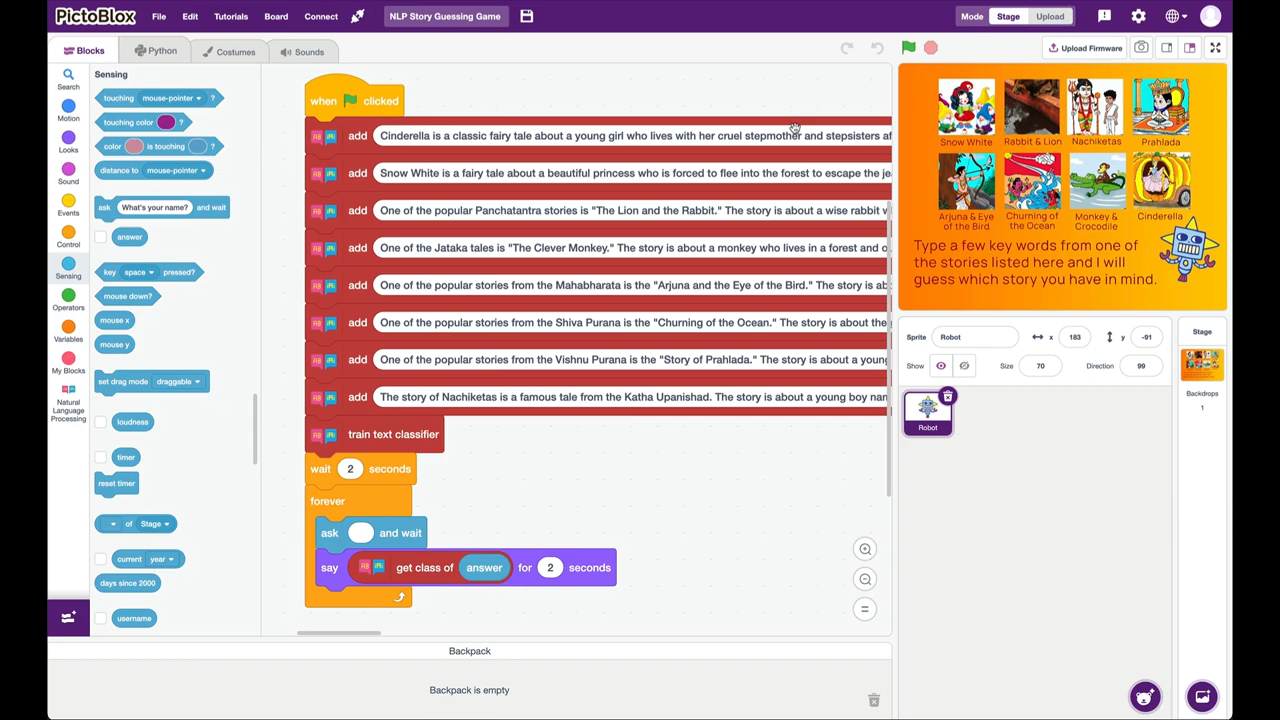 PictoBlox File Edit Tutorials Board Connect NLP Story Guessing Game Mode Stage Upload
Blocks Python Costumes Sounds Upload Firmware
Search
Motion
Looks
Sound
Events
Control
Sensing
Operators
Variables
My Blocks
Natural
Language
Processing
Sensing
touching mouse-pointer ?
touching color ?
color is touching ?
distance to mouse-pointer
ask What's your name? and wait
answer
key space pressed?
mouse down?
mouse x
mouse y
set drag mode draggable
loudness
timer
reset timer
of Stage
current year
days since 2000
username
when clicked
add Cinderella is a classic fairy tale about a young girl who lives with her cruel stepmother and stepsisters af
add Snow White is a fairy tale about a beautiful princess who is forced to flee into the forest to escape the je
add One of the popular Panchatantra stories is "The Lion and the Rabbit." The story is about a wise rabbit
add One of the Jataka tales is "The Clever Monkey." The story is about a monkey who lives in a forest and o
add One of the popular stories from the Mahabharata is the "Arjuna and the Eye of the Bird." The story is ab
add One of the popular stories from the Shiva Purana is the "Churning of the Ocean." The story is about the
add One of the popular stories from the Vishnu Purana is the "Story of Prahlada." The story is about a young
add The story of Nachiketas is a famous tale from the Katha Upanishad. The story is about a young boy nam
train text classifier
wait 2 seconds
forever
ask and wait
say get class of answer for 2 seconds
Backpack
Backpack is empty
Snow White Rabbit & Lion Nachiketas Prahlada
Arjuna & Eye of the Bird Churning of the Ocean Monkey & Crocodile Cinderella
Type a few key words from one of
the stories listed here and I will
guess which story you have in mind.
Sprite Robot x 183 y -91
Show Size 70 Direction 99
Robot
Stage
Backdrops
1